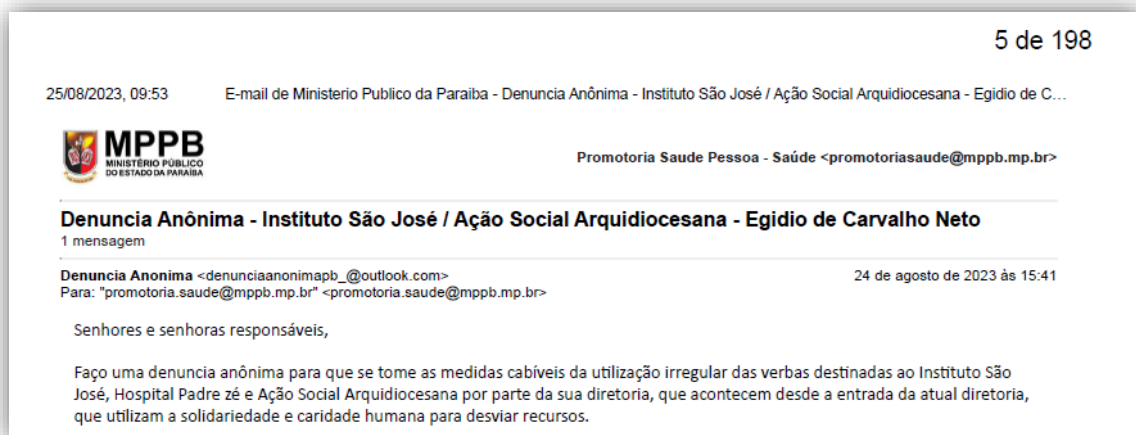 5 de 198
25/08/2023, 09:53 E-mail de Ministerio Publico da Paraiba - Denuncia Anônima - Instituto São José / Ação Social Arquidiocesana - Egidio de C...
MPPB
MINISTÉRIO PÚBLICO
DO ESTADO DA PARAÍBA
Promotoria Saude Pessoa - Saúde <promotoriasaude@mppb.mp.br>
Denuncia Anônima - Instituto São José / Ação Social Arquidiocesana - Egidio de Carvalho Neto
1 mensagem
Denuncia Anonima <denunciaanonimapb_@outlook.com> 24 de agosto de 2023 às 15:41
Para: "promotoria.saude@mppb.mp.br" <promotoria.saude@mppb.mp.br>
Senhores e senhoras responsáveis,
Faço uma denuncia anônima para que se tome as medidas cabíveis da utilização irregular das verbas destinadas ao Instituto São
José, Hospital Padre zé e Ação Social Arquidiocesana por parte da sua diretoria, que acontecem desde a entrada da atual diretoria,
que utilizam a solidariedade e caridade humana para desviar recursos.